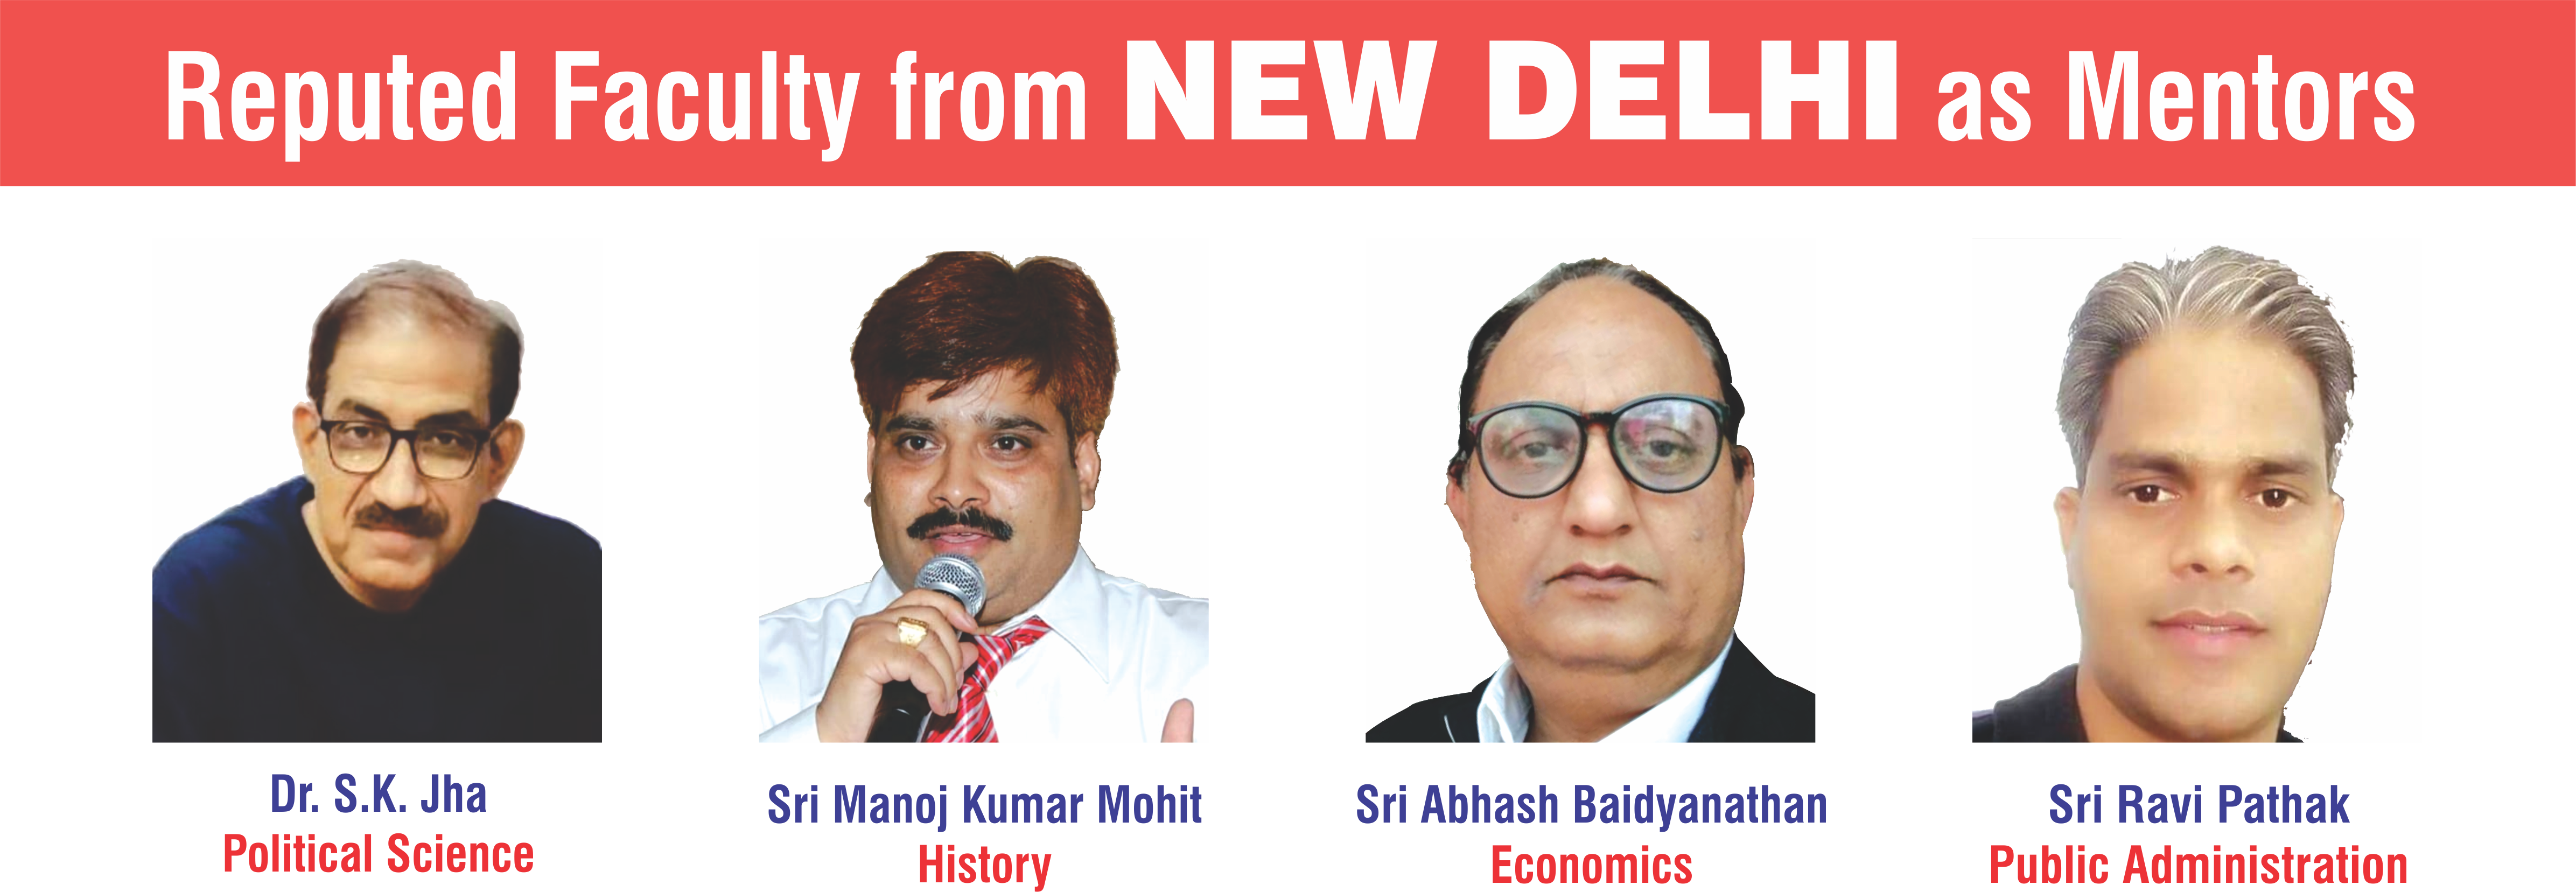 Reputed Faculty from NEW DELHI as Mentors
Dr. S.K. Jha
Political Science
Sri Manoj Kumar Mohit
History
Sri Abhash Baidyanathan
Economics
Sri Ravi Pathak
Public Administration